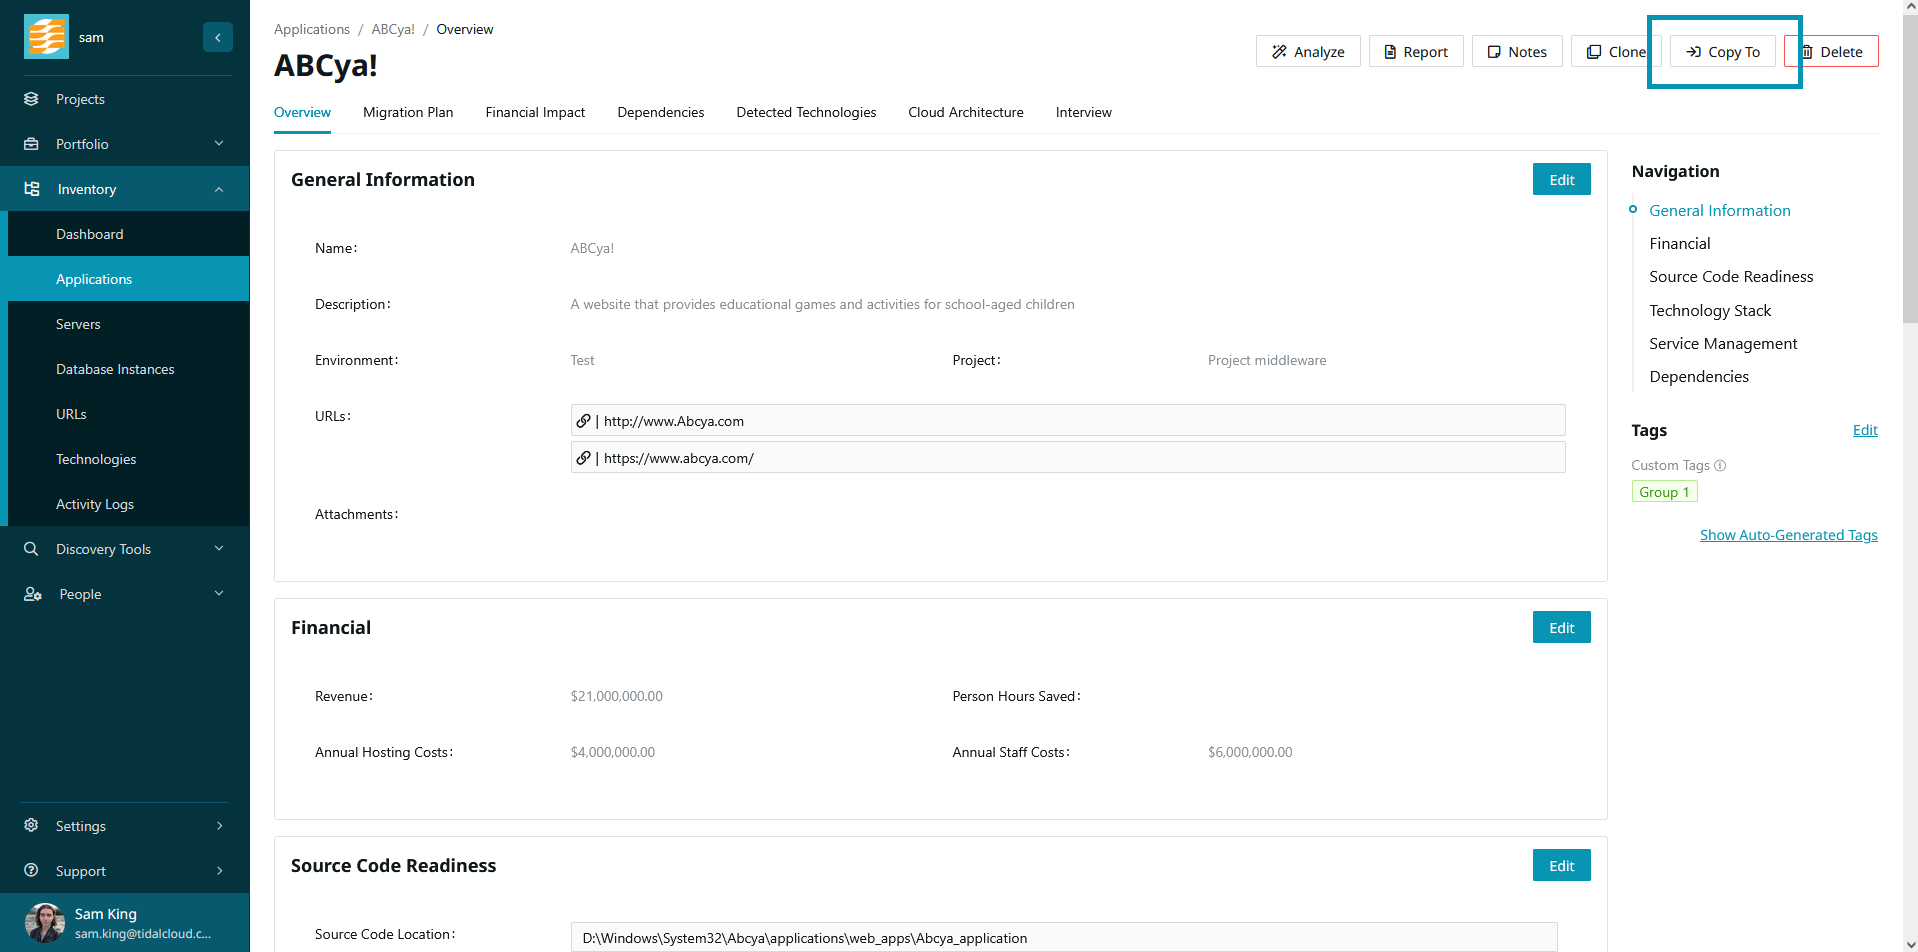 sam
Projects
Portfolio
Inventory
Dashboard
Applications
Servers
Database Instances
URLs
Technologies
Activity Logs
Discovery Tools
People
Settings
Support
Sam King
sam.king@tidalcloud.c...
Applications / ABCya! / Overview
ABCya!
Analyze
Report
Notes
Clone
Copy To
Delete
Overview
Migration Plan
Financial Impact
Dependencies
Detected Technologies
Cloud Architecture
Interview
General Information
Edit
Name:
ABCya!
Description:
A website that provides educational games and activities for school-aged children
Environment:
Test
Project:
Project middleware
URLs:
| http://www.Abcya.com
| https://www.abcya.com/
Attachments:
Financial
Edit
Revenue:
$21,000,000.00
Person Hours Saved:
Annual Hosting Costs:
$4,000,000.00
Annual Staff Costs:
$6,000,000.00
Source Code Readiness
Edit
Source Code Location:
D:\Windows\System32\Abcya\applications\web_apps\Abcya_application
Navigation
General Information
Financial
Source Code Readiness
Technology Stack
Service Management
Dependencies
Tags
Edit
Custom Tags
Group 1
Show Auto-Generated Tags